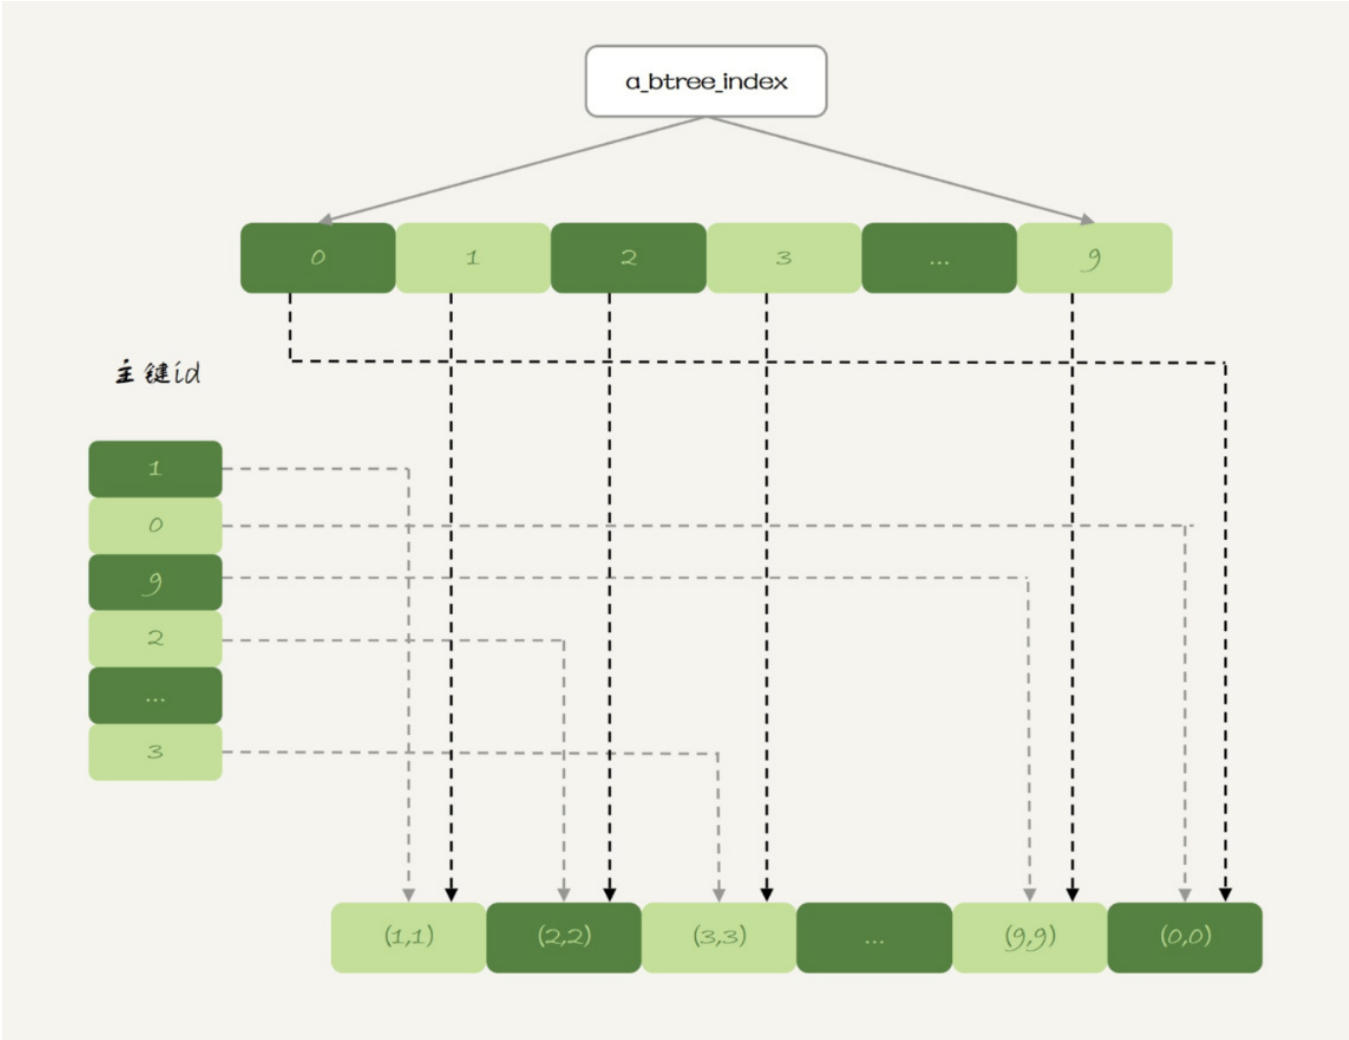 a_btree_index
0 1 2 3 ... 9
主键id
1
0
9
2
...
3
(1,1) (2,2) (3,3) ... (9,9) (0,0)